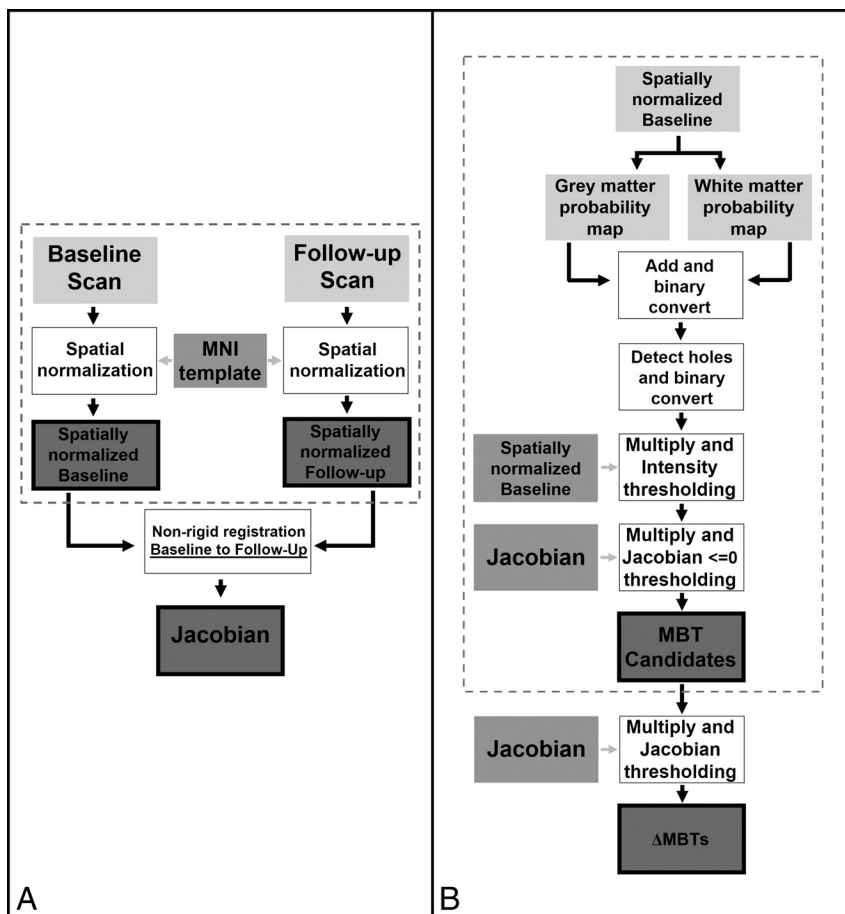 Baseline
Scan
Follow-up
Scan
Spatial
normalization
MNI
template
Spatial
normalization
Spatially
normalized
Baseline
Spatially
normalized
Follow-up
Non-rigid registration
Baseline to Follow-Up
Jacobian
A
Spatially
normalized
Baseline
Grey matter
probability
map
White matter
probability
map
Add and
binary
convert
Detect holes
and binary
convert
Spatially
normalized
Baseline
Multiply and
Intensity
thresholding
Jacobian
Multiply and
Jacobian <=0
thresholding
MBT
Candidates
Jacobian
Multiply and
Jacobian
thresholding
ΔMBTs
B